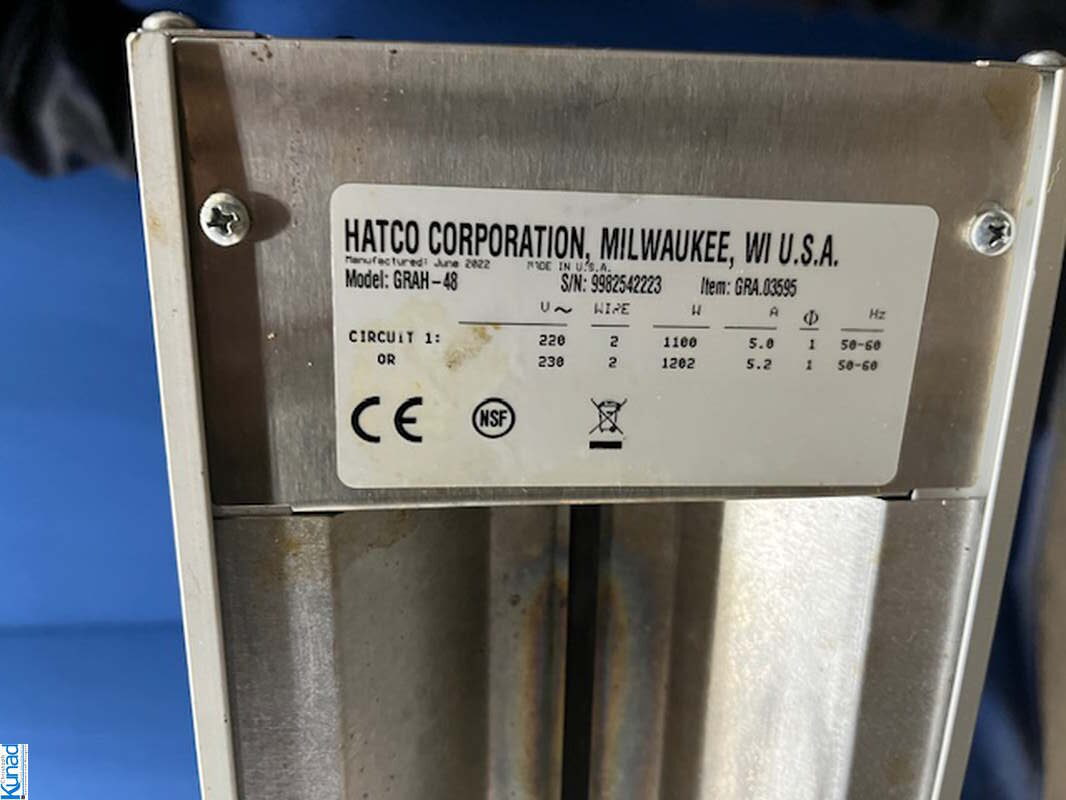 HATCO CORPORATION, MILWAUKEE, WI U.S.A.
Manufactured: June 2022 MADE IN U.S.A.
Model: GRAH-48 S/N: 9982542223 Item: GRA.03595
V~ WIRE W A Φ Hz
CIRCUIT 1: 220 2 1100 5.0 1 50-60
OR 230 2 1202 5.2 1 50-60
CE NSF
Christoph
Kunad